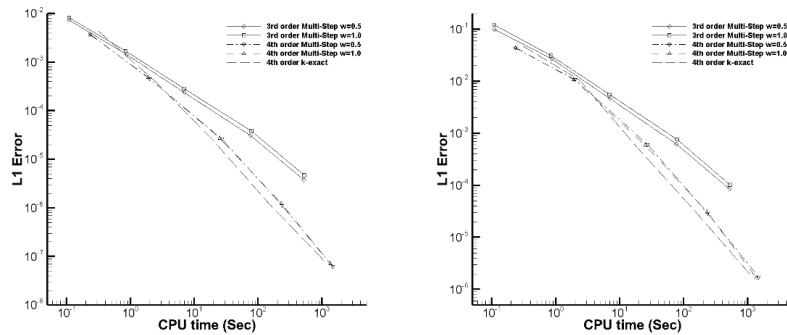 10-2
10-3
10-4
10-5
10-6
10-7
10-8
L1 Error
3rd order Multi-Step w=0.5
3rd order Multi-Step w=1.0
4th order Multi-Step w=0.5
4th order Multi-Step w=1.0
4th order k-exact
10-1
100
101
102
103
CPU time (Sec)
10-1
10-2
10-3
10-4
10-5
10-6
L1 Error
3rd order Multi-Step w=0.5
3rd order Multi-Step w=1.0
4th order Multi-Step w=0.5
4th order Multi-Step w=1.0
4th order k-exact
10-1
100
101
102
103
CPU time (Sec)